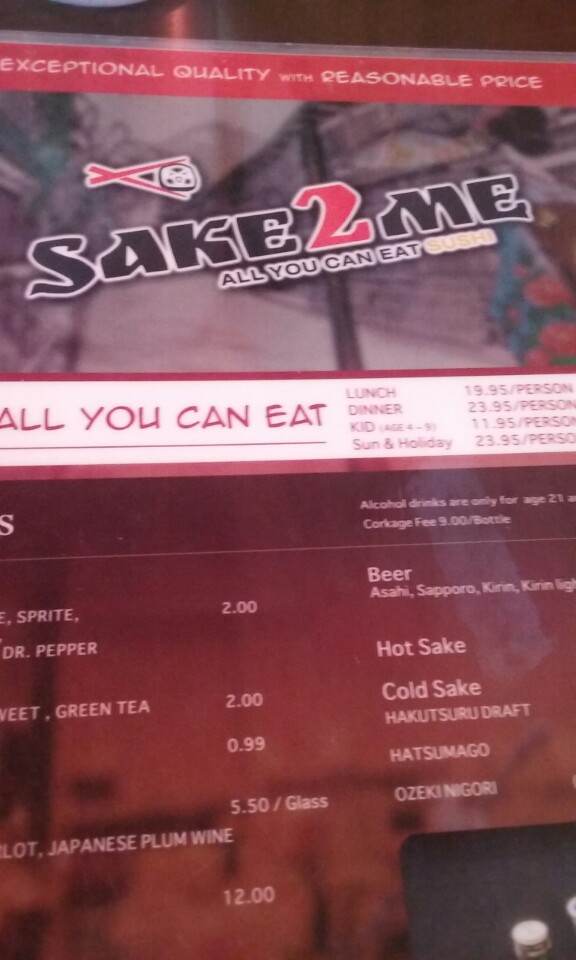 EXCEPTIONAL QUALITY WITH REASONABLE PRICE
SAKE2ME
ALL YOU CAN EAT SUSHI
ALL YOU CAN EAT
LUNCH 19.95/PERSON
DINNER 23.95/PERSON
KID (AGE 4 - 9) 11.95/PERSO
Sun & Holiday 23.95/PERSO
S
Alcohol drinks are only for age 21 a
Corkage Fee 9.00/Bottle
E, SPRITE, 2.00
DR. PEPPER
WEET, GREEN TEA 2.00
0.99
5.50 / Glass
LOT, JAPANESE PLUM WINE
12.00
Beer
Asahi, Sapporo, Kirin, Kirin ligh
Hot Sake
Cold Sake
HAKUTSURU DRAFT
HATSUMAGO
OZEKI NIGORI